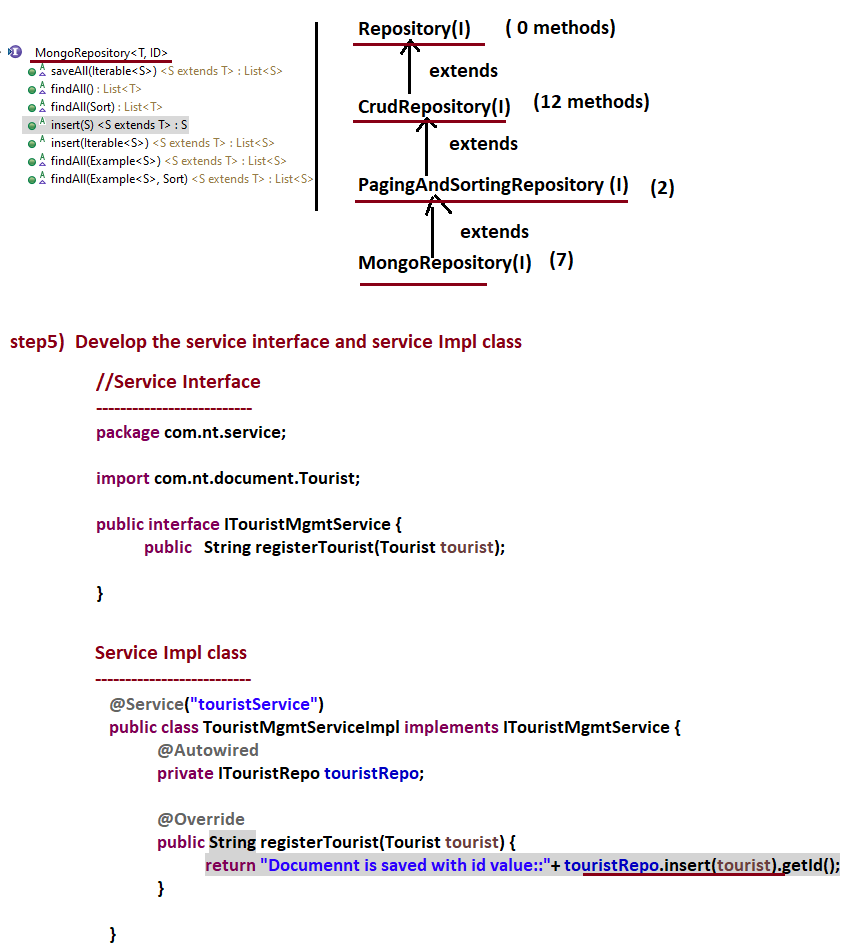 MongoRepository<T, ID>
saveAll(Iterable<S>) <S extends T> : List<S>
findAll() : List<T>
findAll(Sort) : List<T>
insert(S) <S extends T> : S
insert(Iterable<S>) <S extends T> : List<S>
findAll(Example<S>) <S extends T> : List<S>
findAll(Example<S>, Sort) <S extends T> : List<S>
Repository(I) ( 0 methods)
extends
CrudRepository(I) (12 methods)
extends
PagingAndSortingRepository (I) (2)
extends
MongoRepository(I) (7)
step5) Develop the service interface and service Impl class
//Service Interface
--------------------------
package com.nt.service;
import com.nt.document.Tourist;
public interface ITouristMgmtService {
public String registerTourist(Tourist tourist);
}
Service Impl class
--------------------------
@Service("touristService")
public class TouristMgmtServiceImpl implements ITouristMgmtService {
@Autowired
private ITouristRepo touristRepo;
@Override
public String registerTourist(Tourist tourist) {
return "Documennt is saved with id value::"+ touristRepo.insert(tourist).getId();
}
}